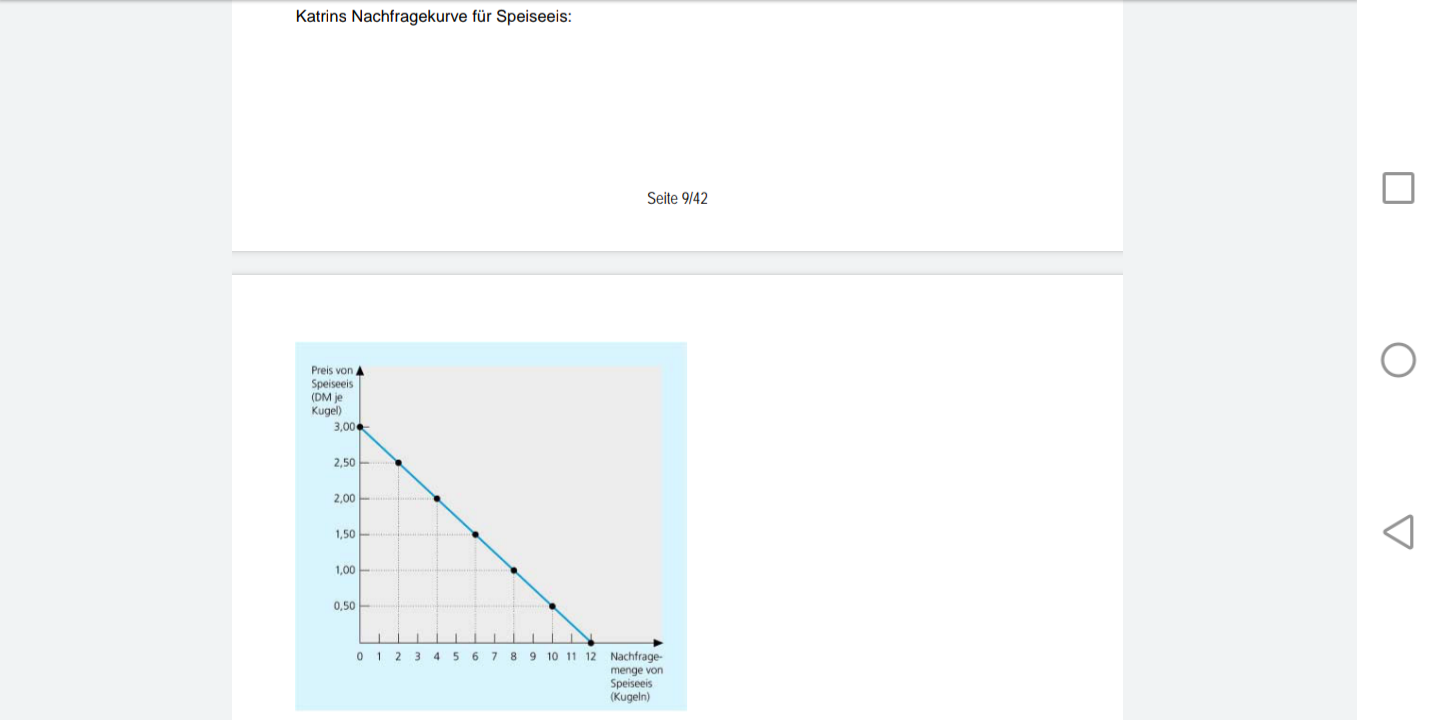 Katrins Nachfragekurve für Speiseeis:
Seite 9/42
Preis von
Speiseeis
(DM je
Kugel)
3,00
2,50
2,00
1,50
1,00
0,50
0 1 2 3 4 5 6 7 8 9 10 11 12
Nachfrage-
menge von
Speiseeis
(Kugeln)